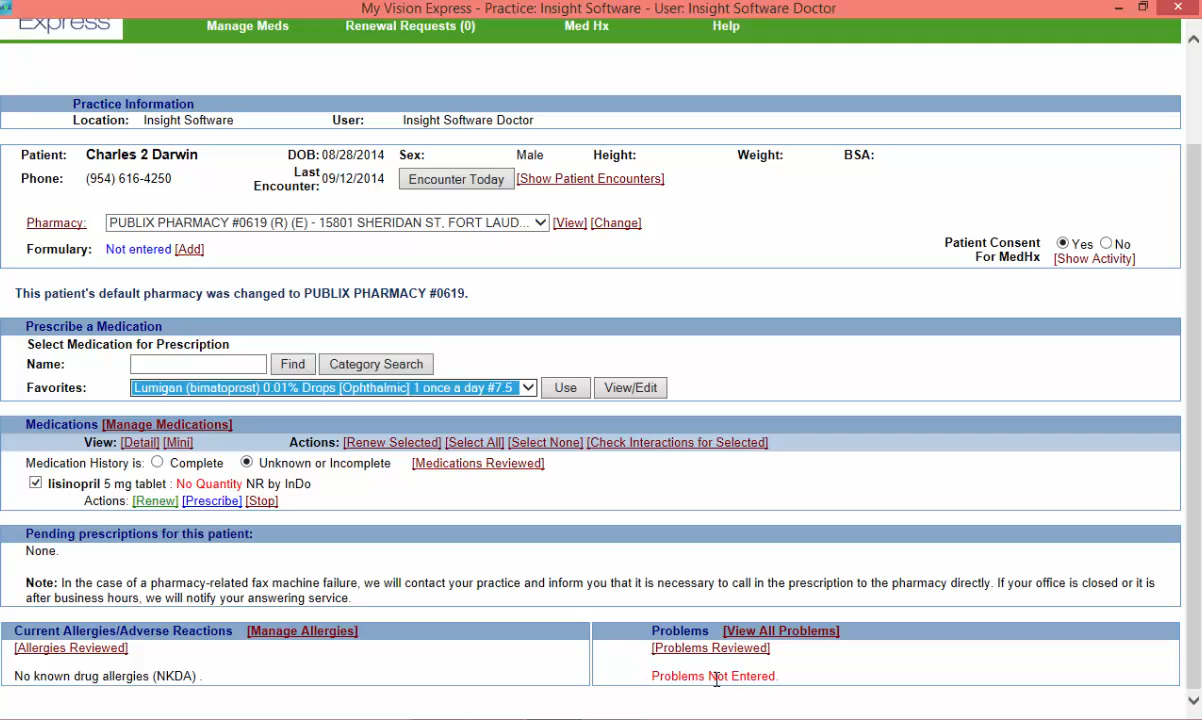 My Vision Express - Practice: Insight Software - User: Insight Software Doctor
Express Manage Meds Renewal Requests (0) Med Hx Help
Practice Information
Location: Insight Software User: Insight Software Doctor
Patient: Charles 2 Darwin DOB: 08/28/2014 Sex: Male Height: Weight: BSA:
Phone: (954) 616-4250 Last Encounter: 09/12/2014 Encounter Today [Show Patient Encounters]
Pharmacy: PUBLIX PHARMACY #0619 (R) (E) - 15801 SHERIDAN ST, FORT LAUD... [View] [Change]
Formulary: Not entered [Add] Patient Consent For MedHx Yes No
[Show Activity]
This patient's default pharmacy was changed to PUBLIX PHARMACY #0619.
Prescribe a Medication
Select Medication for Prescription
Name: Find Category Search
Favorites: Lumigan (bimatoprost) 0.01% Drops [Ophthalmic] 1 once a day #7.5 Use View/Edit
Medications [Manage Medications]
View: [Detail] [Mini] Actions: [Renew Selected] [Select All] [Select None] [Check Interactions for Selected]
Medication History is: Complete Unknown or Incomplete [Medications Reviewed]
lisinopril 5 mg tablet : No Quantity NR by InDo
Actions: [Renew] [Prescribe] [Stop]
Pending prescriptions for this patient:
None.
Note: In the case of a pharmacy-related fax machine failure, we will contact your practice and inform you that it is necessary to call in the prescription to the pharmacy directly. If your office is closed or it is
after business hours, we will notify your answering service.
Current Allergies/Adverse Reactions [Manage Allergies] Problems [View All Problems]
[Allergies Reviewed] [Problems Reviewed]
No known drug allergies (NKDA) . Problems Not Entered.